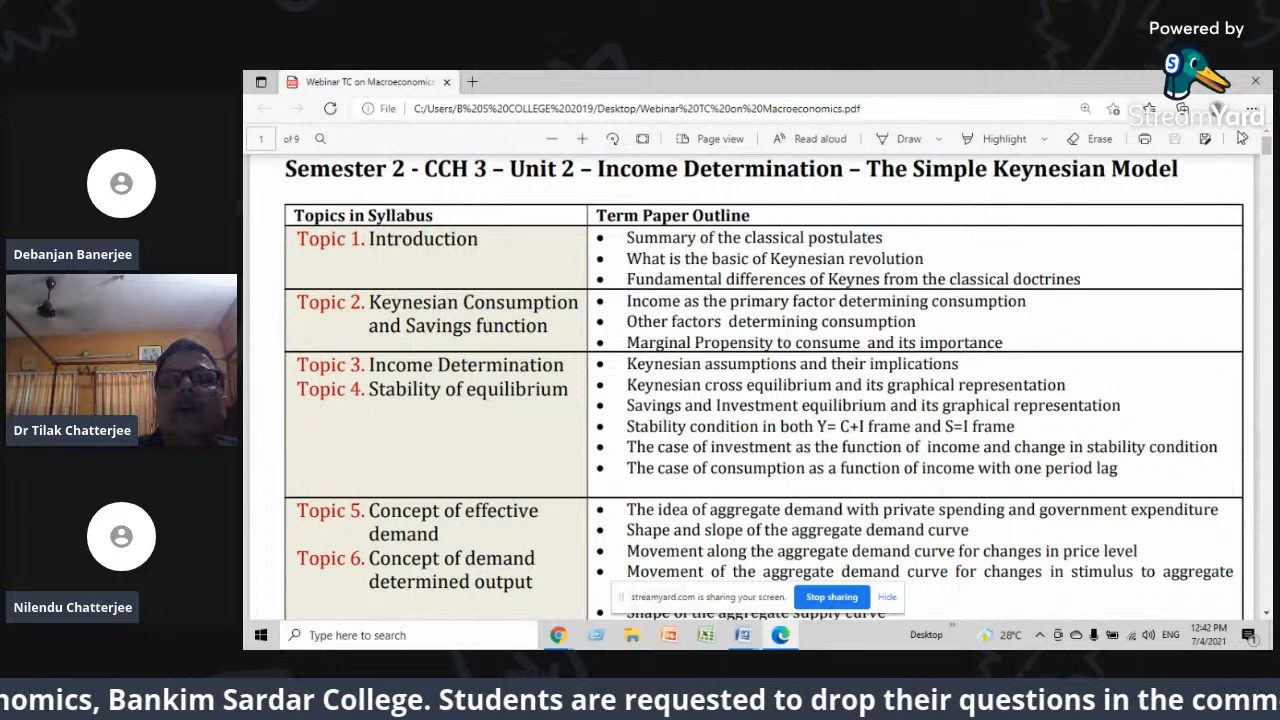 Powered by
StreamYard
Webinar TC on Macroeconomics.
File
C:/Users/B%20S%20COLLEGE%202019/Desktop/Webinar%20TC%20on%20Macroeconomics.pdf
1 of 9
Page view
Read aloud
Draw
Highlight
Erase
Semester 2 - CCH 3 – Unit 2 – Income Determination – The Simple Keynesian Model
Topics in Syllabus
Term Paper Outline
Topic 1. Introduction
• Summary of the classical postulates
• What is the basic of Keynesian revolution
• Fundamental differences of Keynes from the classical doctrines
Topic 2. Keynesian Consumption
and Savings function
• Income as the primary factor determining consumption
• Other factors determining consumption
• Marginal Propensity to consume and its importance
Topic 3. Income Determination
Topic 4. Stability of equilibrium
• Keynesian assumptions and their implications
• Keynesian cross equilibrium and its graphical representation
• Savings and Investment equilibrium and its graphical representation
• Stability condition in both Y= C+I frame and S=I frame
• The case of investment as the function of income and change in stability condition
• The case of consumption as a function of income with one period lag
Topic 5. Concept of effective
demand
Topic 6. Concept of demand
determined output
• The idea of aggregate demand with private spending and government expenditure
• Shape and slope of the aggregate demand curve
• Movement along the aggregate demand curve for changes in price level
• Movement of the aggregate demand curve for changes in stimulus to aggregate
Shape of the aggregate supply curve
streamyard.com is sharing your screen.
Stop sharing
Hide
Type here to search
Desktop
28°C
ENG
12:42 PM
7/4/2021
Debanjan Banerjee
Dr Tilak Chatterjee
Nilendu Chatterjee
nomics, Bankim Sardar College. Students are requested to drop their questions in the comm